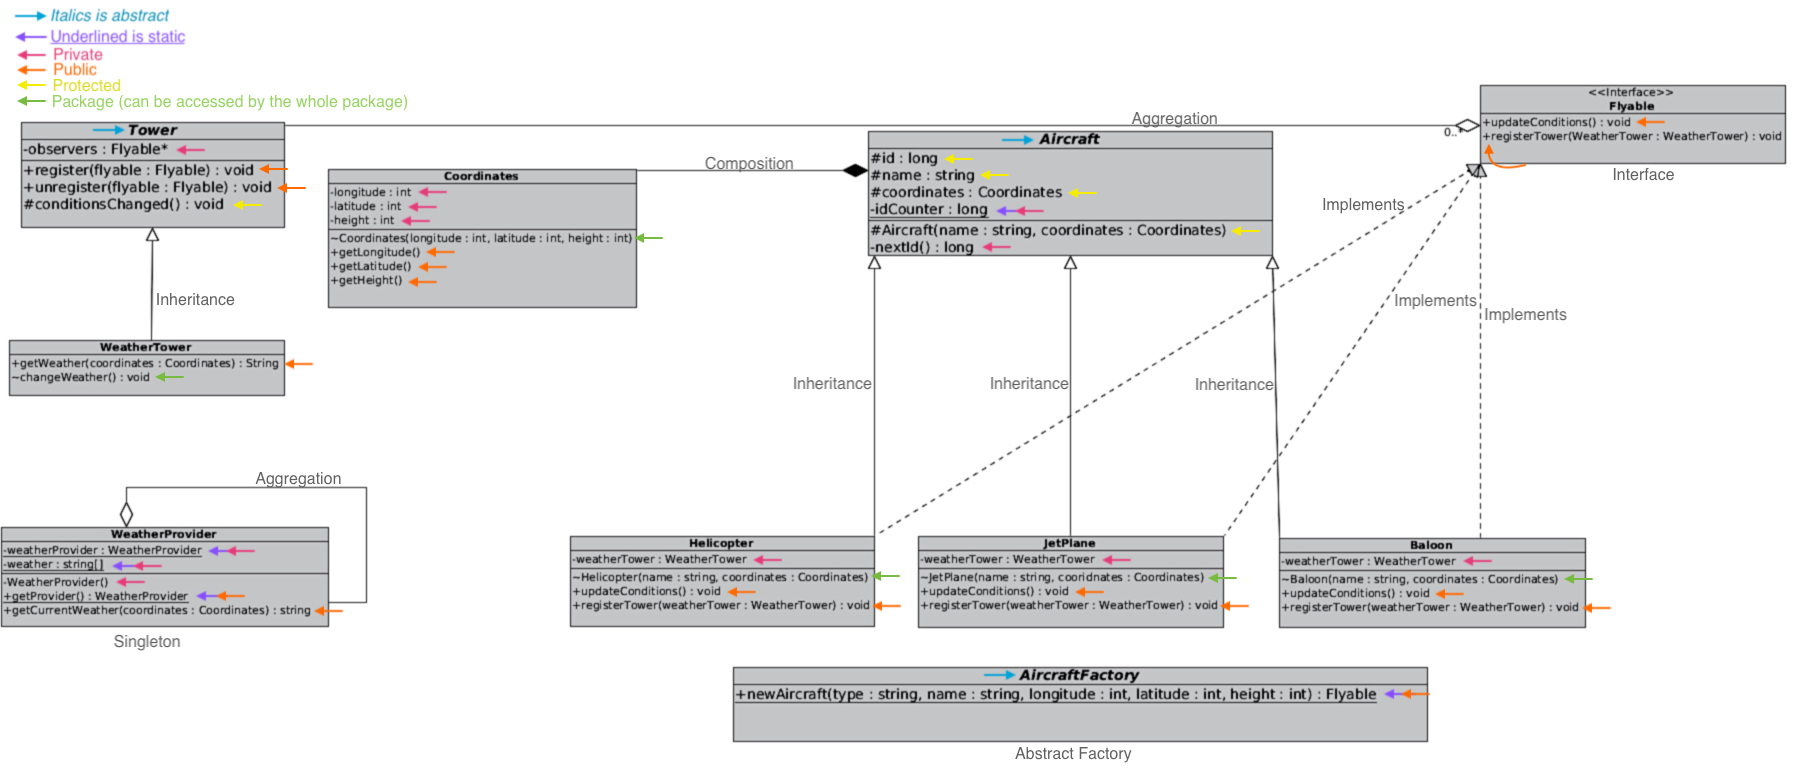 Italics is abstract
Underlined is static
Private
Public
Protected
Package (can be accessed by the whole package)
Tower
-observers : Flyable*
+register(flyable : Flyable) : void
+unregister(flyable : Flyable) : void
#conditionsChanged() : void
Aggregation
0..*
<<Interface>>
Flyable
+updateConditions() : void
+registerTower(WeatherTower : WeatherTower) : void
Interface
Composition
Coordinates
-longitude : int
-latitude : int
-height : int
~Coordinates(longitude : int, latitude : int, height : int)
+getLongitude()
+getLatitude()
+getHeight()
Aircraft
#id : long
#name : string
#coordinates : Coordinates
-idCounter : long
#Aircraft(name : string, coordinates : Coordinates)
-nextId() : long
Implements
Implements
Implements
Inheritance
WeatherTower
+getWeather(coordinates : Coordinates) : String
~changeWeather() : void
Inheritance
Inheritance
Inheritance
Aggregation
WeatherProvider
-weatherProvider : WeatherProvider
-weather : string[]
-WeatherProvider()
+getProvider() : WeatherProvider
+getCurrentWeather(coordinates : Coordinates) : string
Singleton
Helicopter
-weatherTower : WeatherTower
~Helicopter(name : string, coordinates : Coordinates)
+updateConditions() : void
+registerTower(weatherTower : WeatherTower) : void
JetPlane
-weatherTower : WeatherTower
~JetPlane(name : string, cooridnates : Coordinates)
+updateConditions() : void
+registerTower(weatherTower : WeatherTower) : void
Baloon
-weatherTower : WeatherTower
~Baloon(name : string, coordinates : Coordinates)
+updateConditions() : void
+registerTower(weatherTower : WeatherTower) : void
AircraftFactory
+newAircraft(type : string, name : string, longitude : int, latitude : int, height : int) : Flyable
Abstract Factory